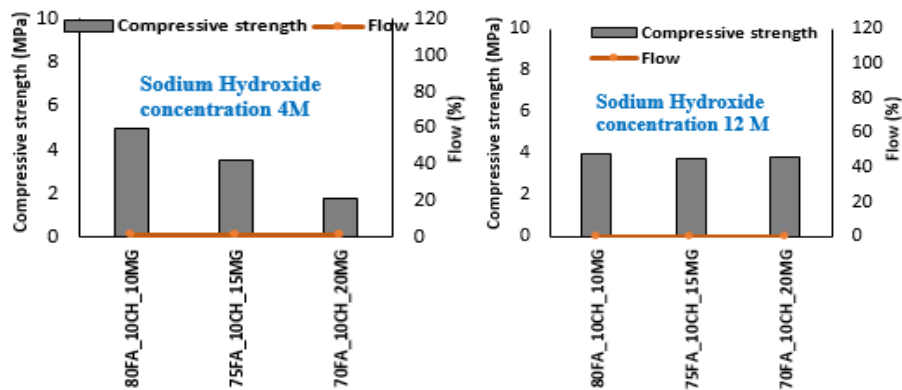 Compressive strength (MPa)
10
8
6
4
2
0
Compressive strength
Flow
Sodium Hydroxide
concentration 4M
120
100
80
60
40
20
0
Flow (%)
80FA_10CH_10MG
75FA_10CH_15MG
70FA_10CH_20MG
Compressive strength (MPa)
10
8
6
4
2
0
Compressive strength
Flow
Sodium Hydroxide
concentration 12 M
120
100
80
60
40
20
0
Flow (%)
80FA_10CH_10MG
75FA_10CH_15MG
70FA_10CH_20MG